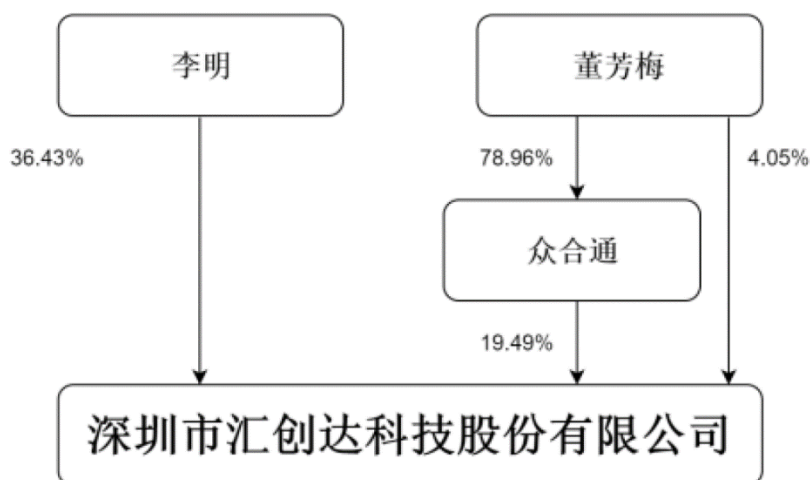 李明
董芳梅
36.43%
78.96%
4.05%
众合通
19.49%
深圳市汇创达科技股份有限公司